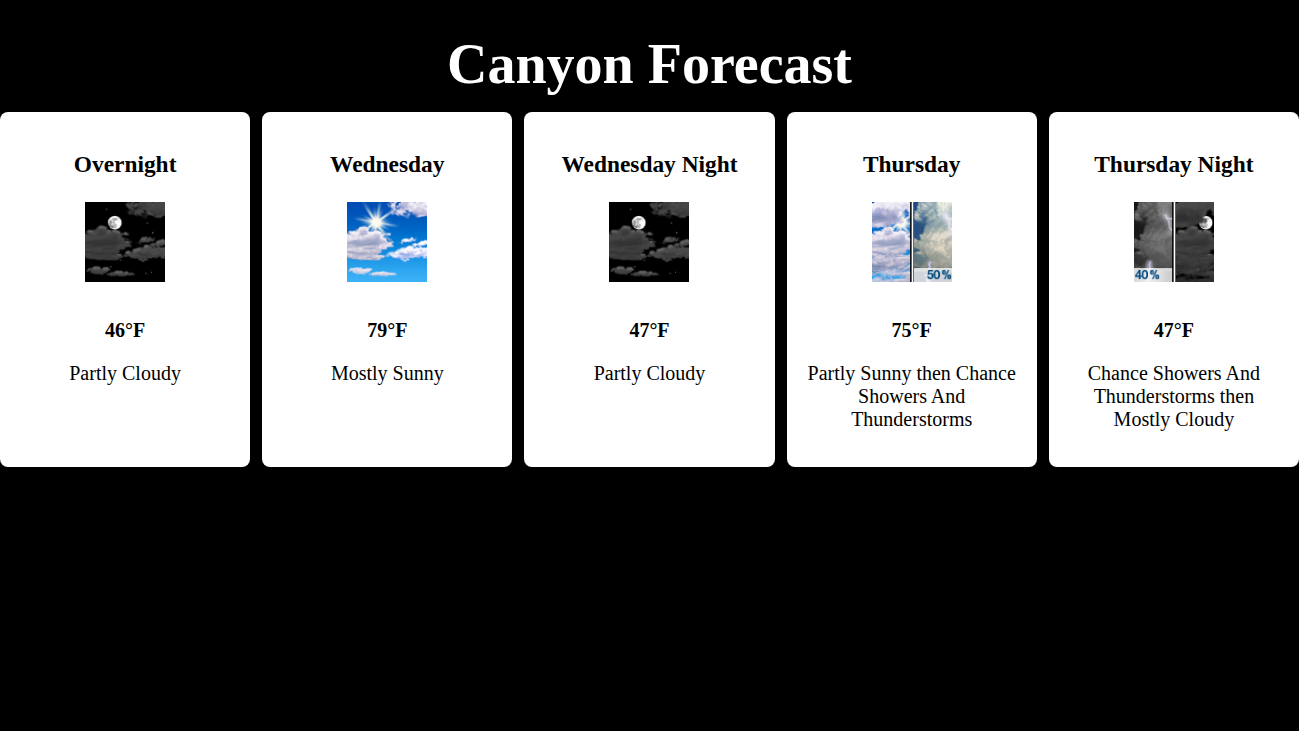 Canyon Forecast
Overnight
46°F
Partly Cloudy
Wednesday
79°F
Mostly Sunny
Wednesday Night
47°F
Partly Cloudy
Thursday
50%
75°F
Partly Sunny then Chance
Showers And
Thunderstorms
Thursday Night
40%
47°F
Chance Showers And
Thunderstorms then
Mostly Cloudy